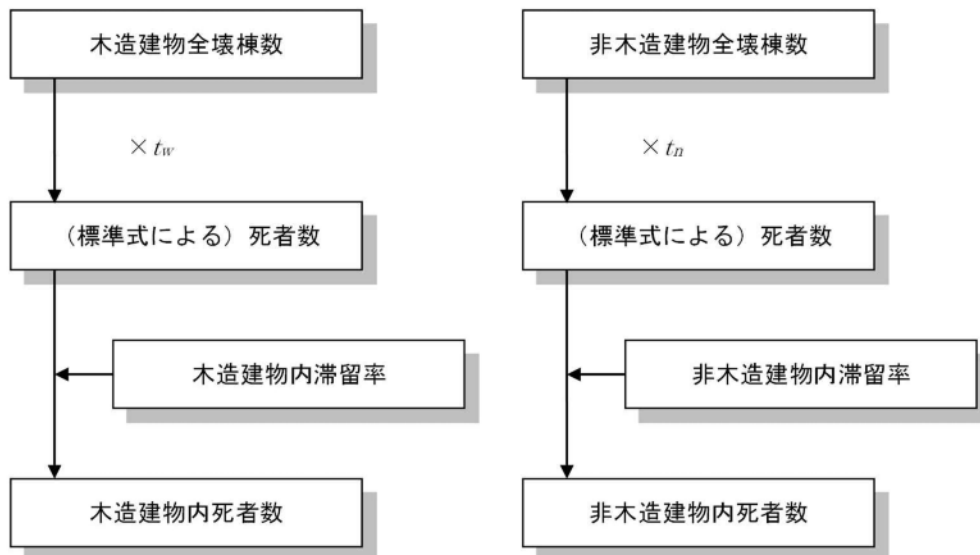 木造建物全壊棟数
× tw
(標準式による)死者数
木造建物内滞留率
木造建物内死者数
非木造建物全壊棟数
× tn
(標準式による)死者数
非木造建物内滞留率
非木造建物内死者数